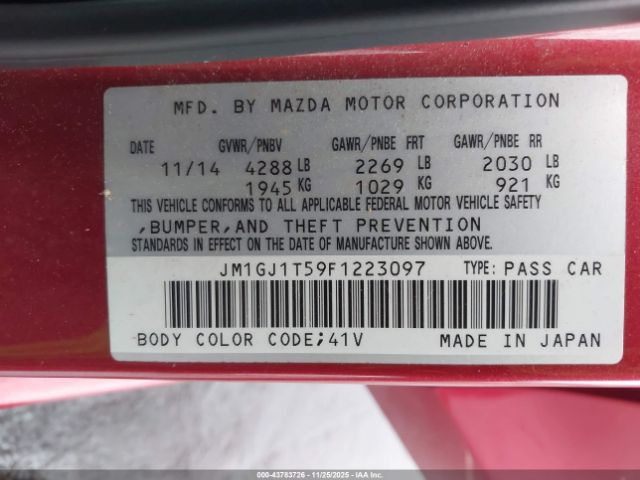 MFD. BY MAZDA MOTOR CORPORATION
DATE GVWR/PNBV GAWR/PNBE FRT GAWR/PNBE RR
11/14 4288 LB 2269 LB 2030 LB
1945 KG 1029 KG 921 KG
THIS VEHICLE CONFORMS TO ALL APPLICABLE FEDERAL MOTOR VEHICLE SAFETY
,BUMPER,AND THEFT PREVENTION
STANDARDS IN EFFECT ON THE DATE OF MANUFACTURE SHOWN ABOVE.
JM1GJ1T59F1223097 TYPE: PASS CAR
BODY COLOR CODE;41V MADE IN JAPAN
© IAAI - 43783726 - 11/25/2025 - IAAI.COM